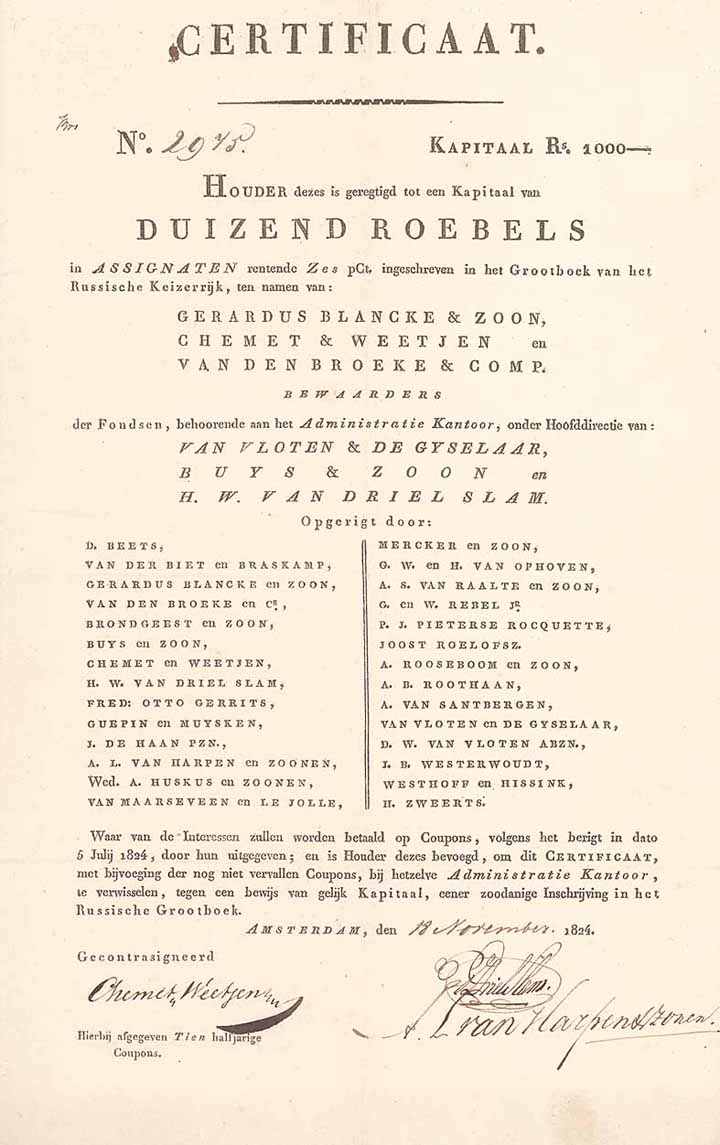 CERTIFICAAT.
No. 2975. KAPITAAL Rs. 1000—
HOUDER dezes is geregtigd tot een Kapitaal van
DUIZEND ROEBELS
in ASSIGNATEN rentende Zes pCt. ingeschreven in het Grootboek van het
Russische Keizerrijk, ten namen van:
GERARDUS BLANCKE & ZOON,
CHEMET & WEETJEN en
VAN DEN BROEKE & COMP.
BEWAARDERS
der Fondsen, behoorende aan het Administratie Kantoor, onder Hoofddirectie van:
VAN VLOTEN & DE GYSELAAR,
BUYS & ZOON en
H. W. VAN DRIEL SLAM.
Opgerigt door:
D. BEETS,
VAN DER BIET en BRASKAMP,
GERARDUS BLANCKE en ZOON,
VAN DEN BROEKE en Ce.,
BRONDGEEST en ZOON,
BUYS en ZOON,
CHEMET en WEETJEN,
H. W. VAN DRIEL SLAM,
FRED: OTTO GERRITS,
GUEPIN en MUYSKEN,
J. DE HAAN PZN.,
A. L. VAN HARPEN en ZOONEN,
Wed. A. HUSKUS en ZOONEN,
VAN MAARSEVEEN en LE JOLLE,
MERCKER en ZOON,
G. W. en H. VAN OPHOVEN,
A. S. VAN RAALTE en ZOON,
G. en W. REBEL JR.
P. J. PIETERSE ROCQUETTE,
JOOST ROELOFSZ.
A. ROOSEBOOM en ZOON,
A. B. ROOTHAAN,
A. VAN SANTBERGEN,
VAN VLOTEN en DE GYSELAAR,
D. W. VAN VLOTEN ABZN.,
J. B. WESTERWOUDT,
WESTHOFF en HISSINK,
H. ZWEERTS.
Waar van de Interessen zullen worden betaald op Coupons, volgens het berigt in dato
5 Julij 1824, door hun uitgegeven; en is Houder dezes bevoegd, om dit CERTIFICAAT,
met bijvoeging der nog niet vervallen Coupons, bij hetzelve Administratie Kantoor,
te verwisselen, tegen een bewijs van gelijk Kapitaal, eener zoodanige Inschrijving in het
Russische Grootboek.
AMSTERDAM, den 18 November. 1824.
Gecontrasigneerd
Chemet, Weetjen
A. L. van Harpen & Zonen.
Hierbij afgegeven Tien halfjarige
Coupons.